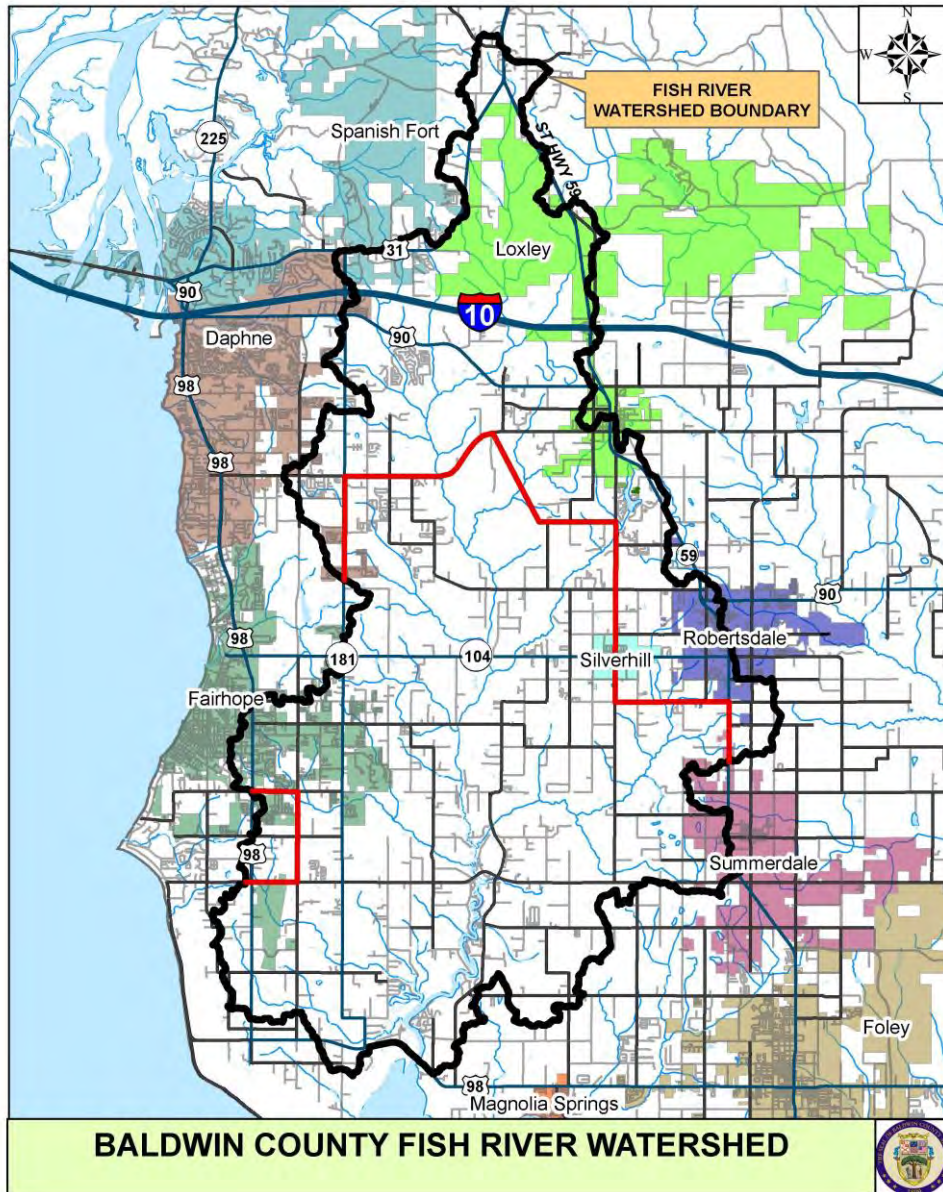 N
W
E
S
FISH RIVER
WATERSHED BOUNDARY
Spanish Fort
225
ST HWY 59
31
Loxley
90
10
Daphne
90
98
98
59
90
98
Robertsdale
181
104
Silverhill
Fairhope
98
Summerdale
Foley
98
Magnolia Springs
BALDWIN COUNTY FISH RIVER WATERSHED